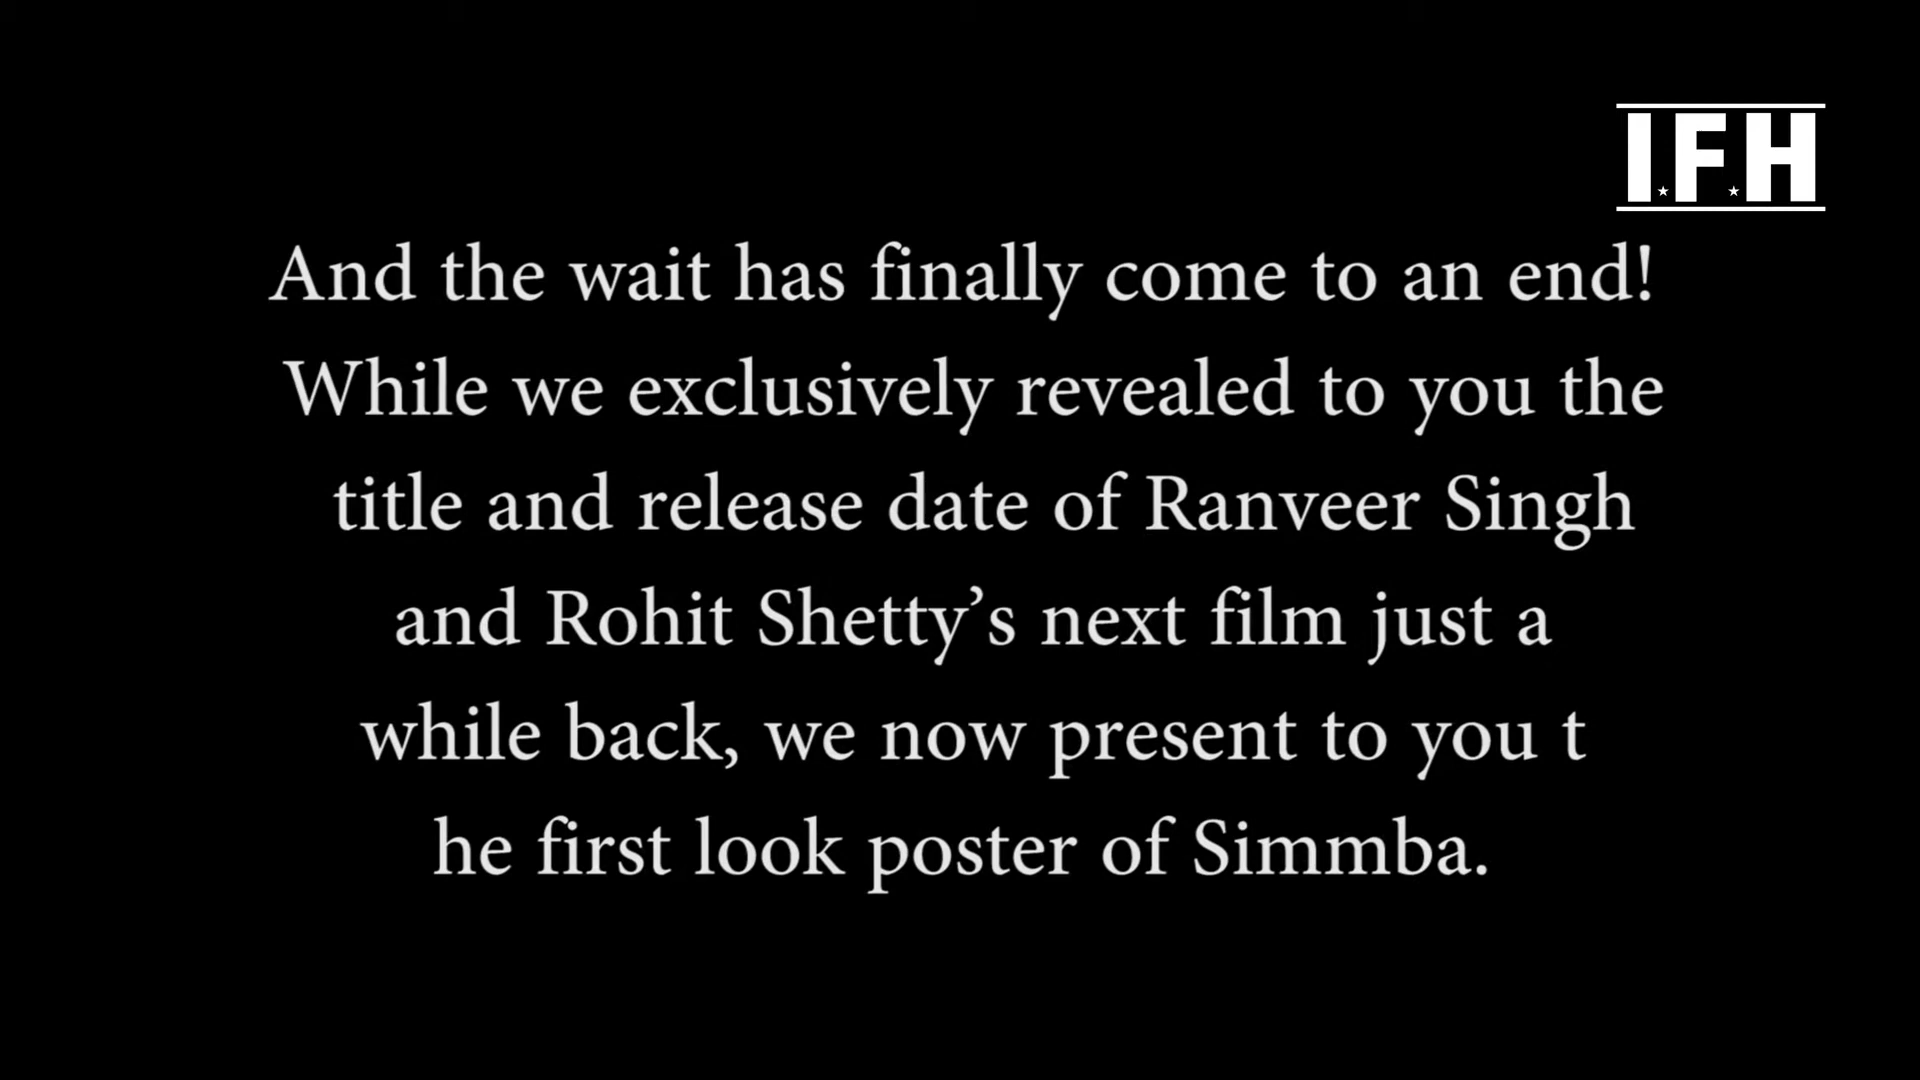 I.F.H
And the wait has finally come to an end!
While we exclusively revealed to you the
title and release date of Ranveer Singh
and Rohit Shetty’s next film just a
while back, we now present to you t
he first look poster of Simmba.